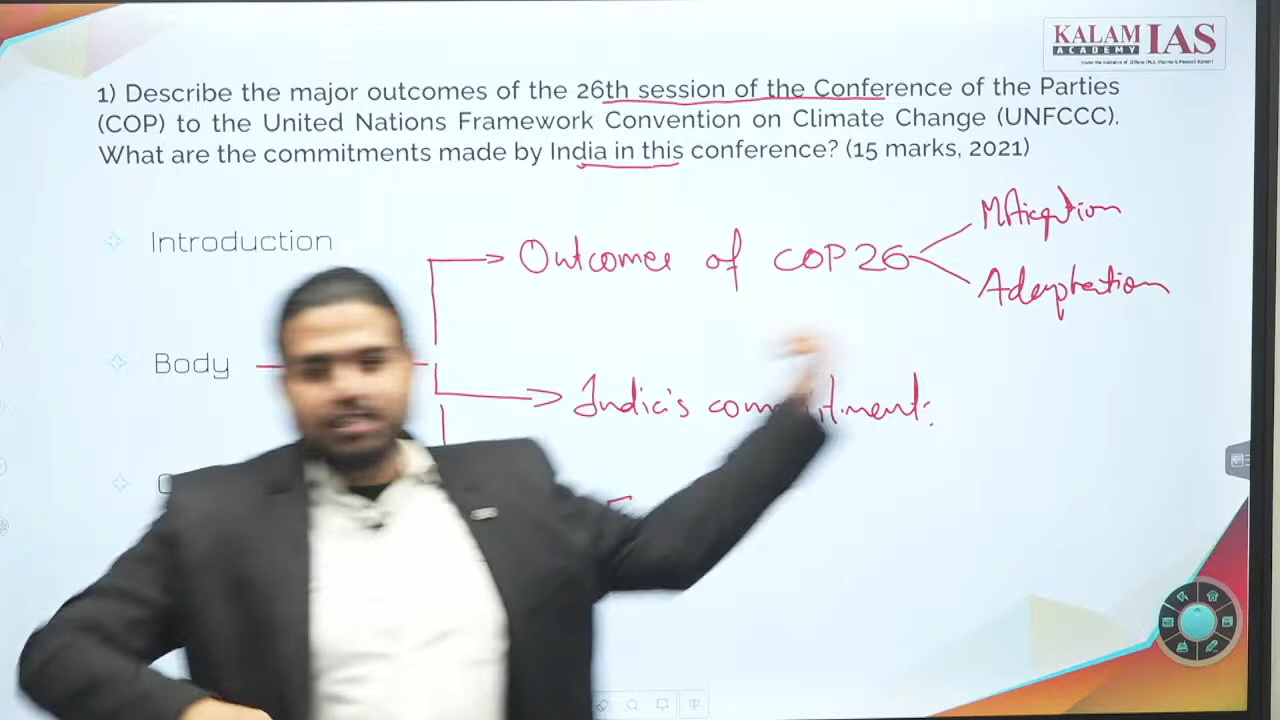 KALAM IAS
ACADEMY
1) Describe the major outcomes of the 26th session of the Conference of the Parties
(COP) to the United Nations Framework Convention on Climate Change (UNFCCC).
What are the commitments made by India in this conference? (15 marks, 2021)
Mitigation
Introduction
Outcomes of COP 26
Adaptation
Body
India's commitment: